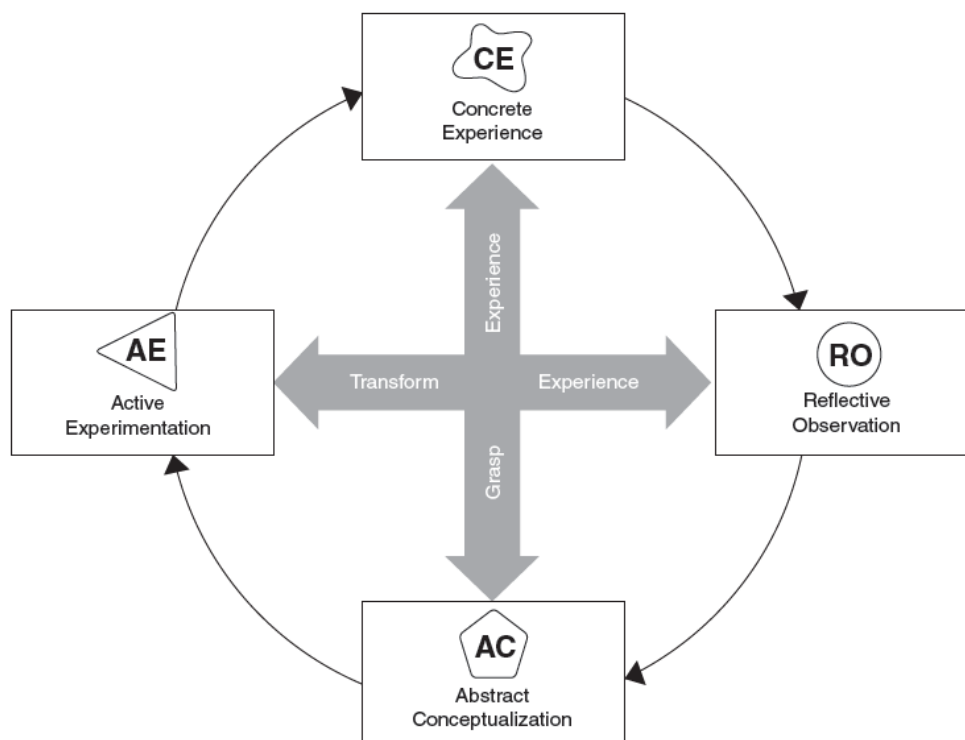 CE
Concrete
Experience
Experience
AE
Active
Experimentation
Transform
Experience
RO
Reflective
Observation
Grasp
AC
Abstract
Conceptualization